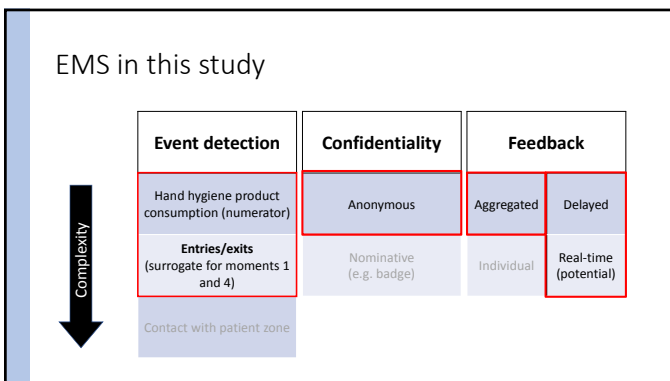 EMS in this study
Event detection
Confidentiality
Feedback
Complexity
Hand hygiene product
consumption (numerator)
Anonymous
Aggregated
Delayed
Entries/exits
(surrogate for moments 1
and 4)
Nominative
(e.g. badge)
Individual
Real-time
(potential)
Contact with patient zone